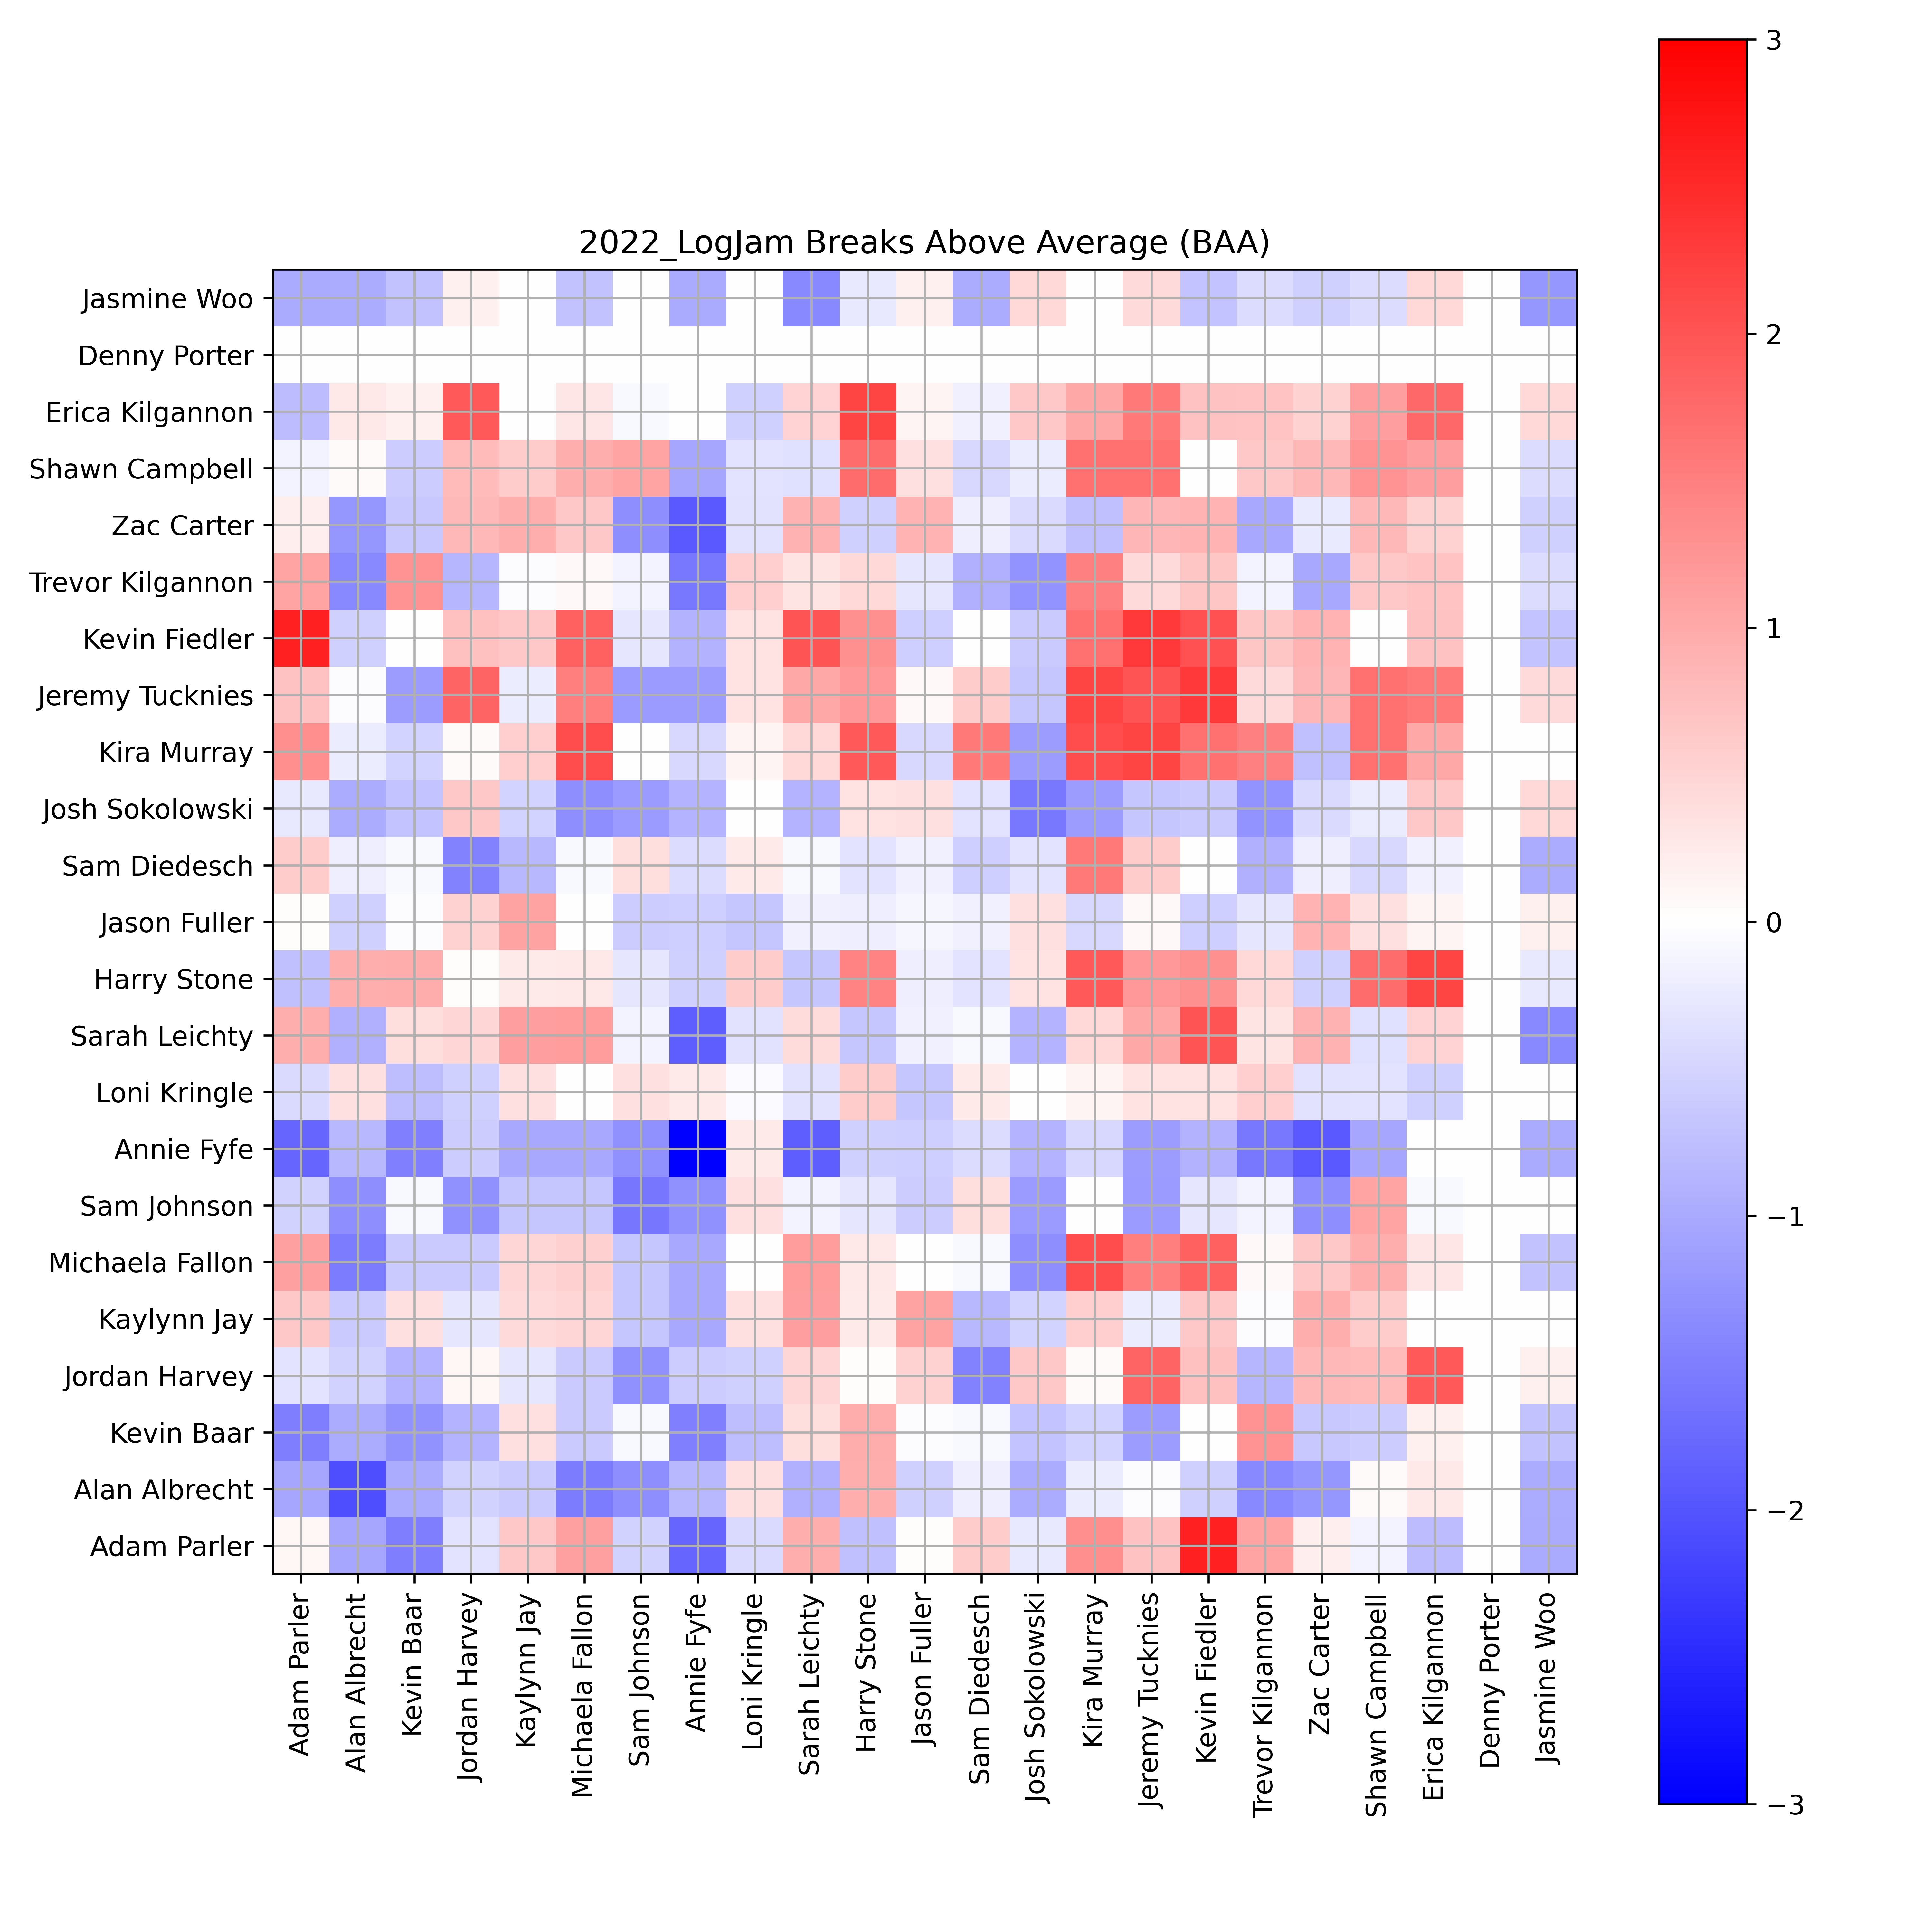 2022_LogJam Breaks Above Average (BAA)
Jasmine Woo
Denny Porter
Erica Kilgannon
Shawn Campbell
Zac Carter
Trevor Kilgannon
Kevin Fiedler
Jeremy Tucknies
Kira Murray
Josh Sokolowski
Sam Diedesch
Jason Fuller
Harry Stone
Sarah Leichty
Loni Kringle
Annie Fyfe
Sam Johnson
Michaela Fallon
Kaylynn Jay
Jordan Harvey
Kevin Baar
Alan Albrecht
Adam Parler
Adam Parler
Alan Albrecht
Kevin Baar
Jordan Harvey
Kaylynn Jay
Michaela Fallon
Sam Johnson
Annie Fyfe
Loni Kringle
Sarah Leichty
Harry Stone
Jason Fuller
Sam Diedesch
Josh Sokolowski
Kira Murray
Jeremy Tucknies
Kevin Fiedler
Trevor Kilgannon
Zac Carter
Shawn Campbell
Erica Kilgannon
Denny Porter
Jasmine Woo
3
2
1
0
−1
−2
−3